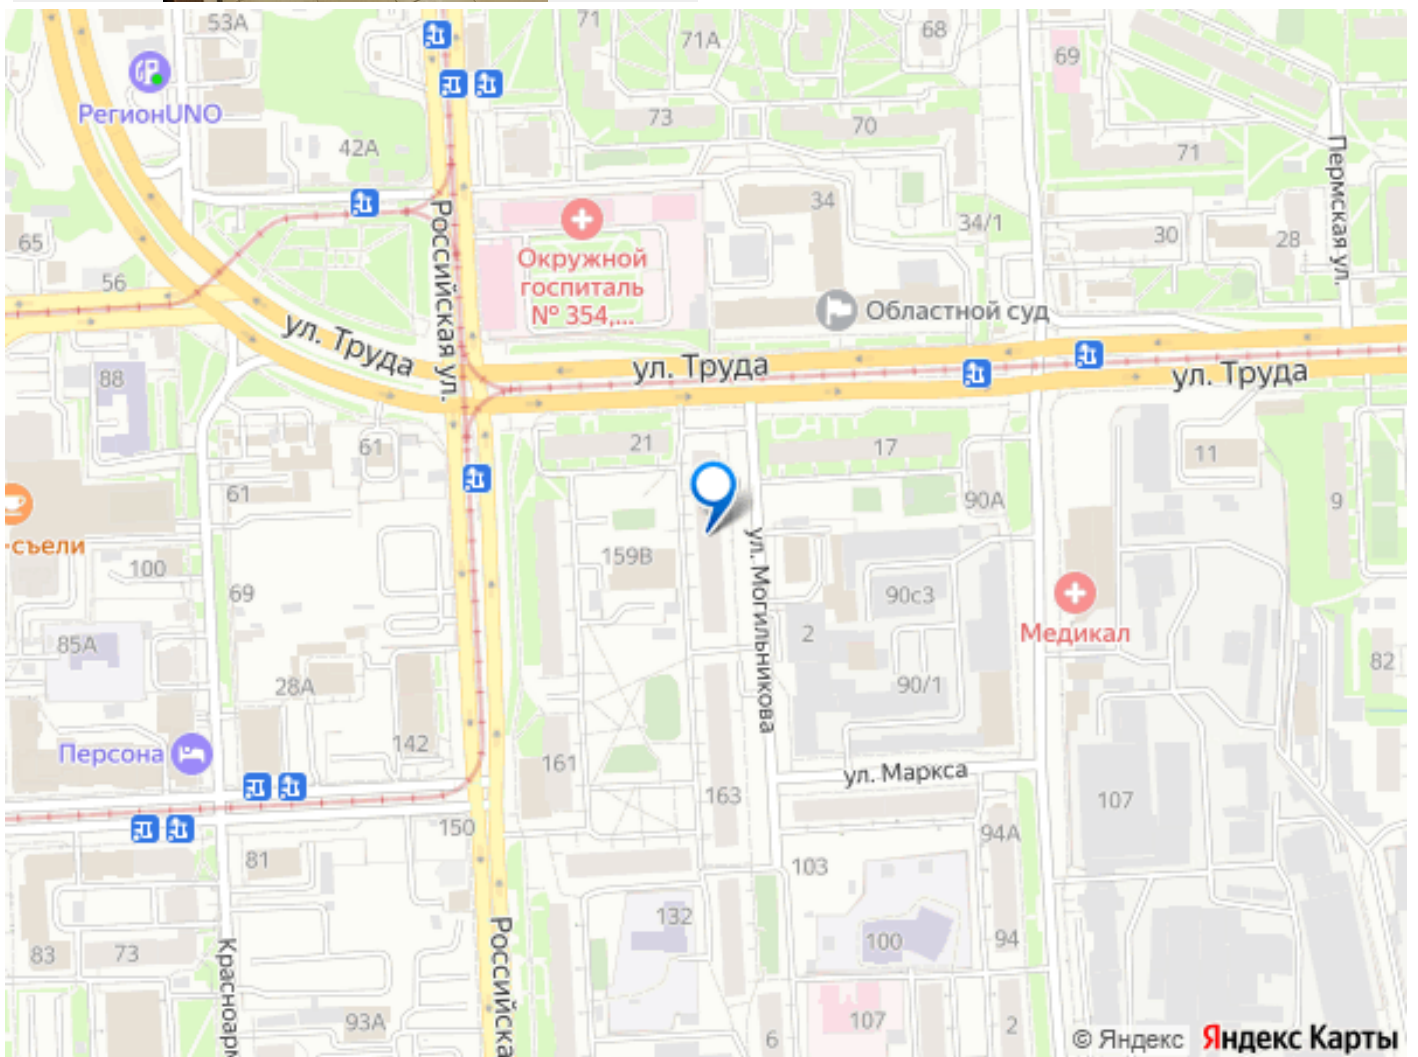 53А
71
71А
68
69
РегионUNO
73
70
42А
71
Пермская ул.
65
34
34/1
30
28
Российская ул.
56
Окружной
госпиталь
№ 354,...
Областной суд
ул. Труда
ул. Труда
ул. Труда
88
61
21
17
11
61
90А
9
-съели
100
159В
ул. Могильникова
90с3
69
85А
2
Медикал
82
28А
90/1
Персона
142
161
163
ул. Маркса
107
150
94А
81
103
132
100
94
83
73
Красноарм
Российска
93А
6
107
2
© Яндекс Яндекс Карты